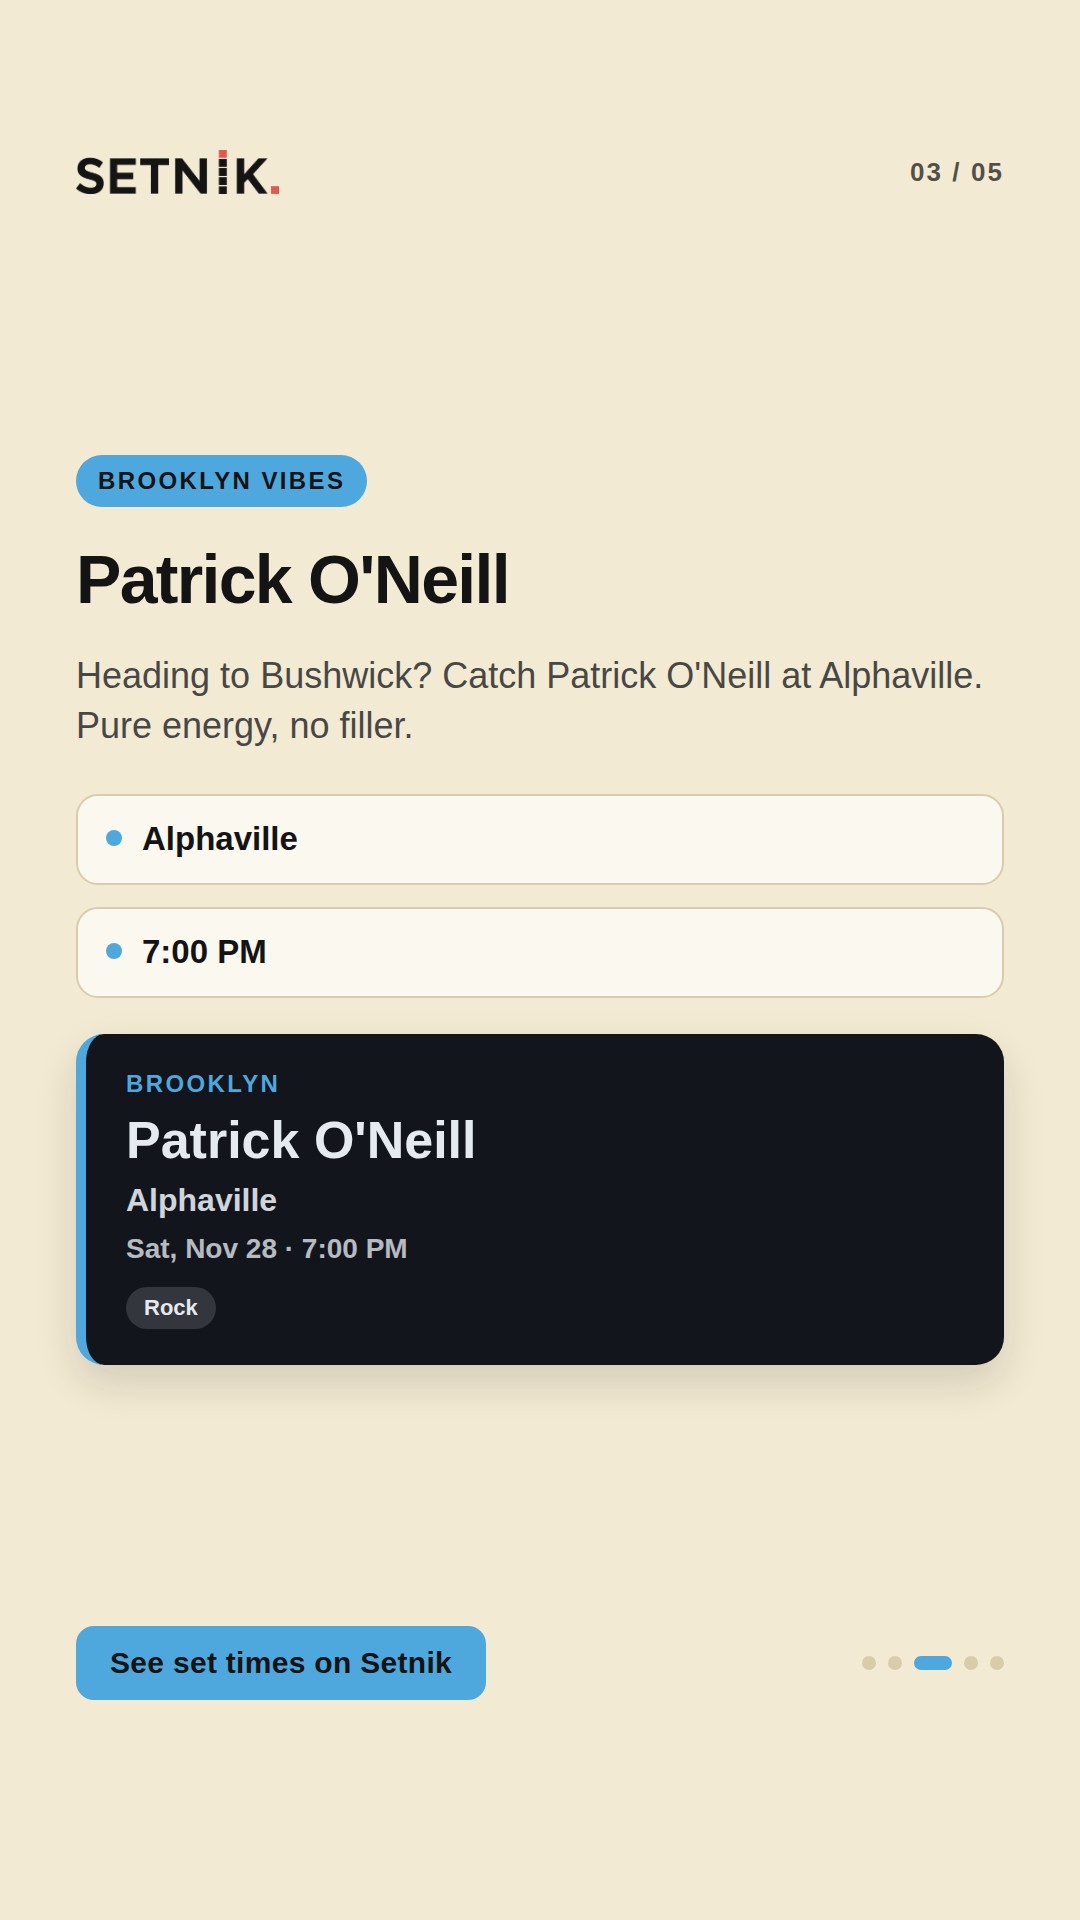 SETNIK.
03 / 05
BROOKLYN VIBES
Patrick O'Neill
Heading to Bushwick? Catch Patrick O'Neill at Alphaville.
Pure energy, no filler.
Alphaville
7:00 PM
BROOKLYN
Patrick O'Neill
Alphaville
Sat, Nov 28 · 7:00 PM
Rock
See set times on Setnik